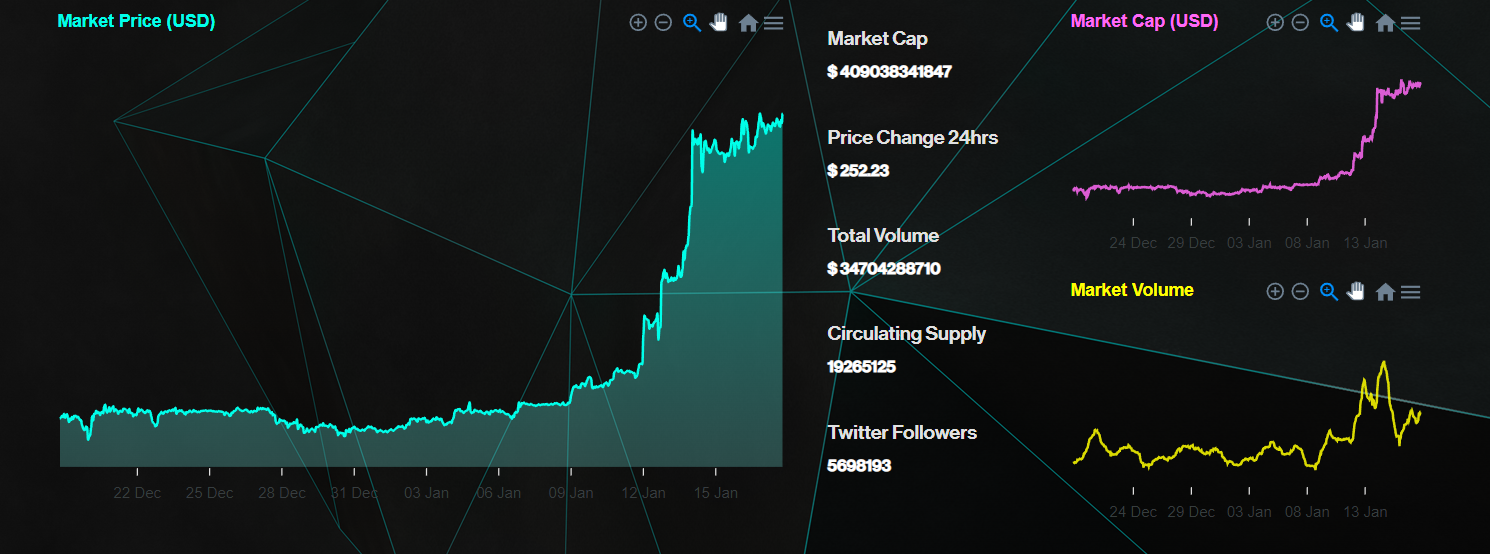 Market Price (USD)
22 Dec 25 Dec 28 Dec 31 Dec 03 Jan 06 Jan 09 Jan 12 Jan 15 Jan
Market Cap
$ 409038341847
Price Change 24hrs
$ 252.23
Total Volume
$ 34704288710
Circulating Supply
19265125
Twitter Followers
5698193
Market Cap (USD)
24 Dec 29 Dec 03 Jan 08 Jan 13 Jan
Market Volume
24 Dec 29 Dec 03 Jan 08 Jan 13 Jan